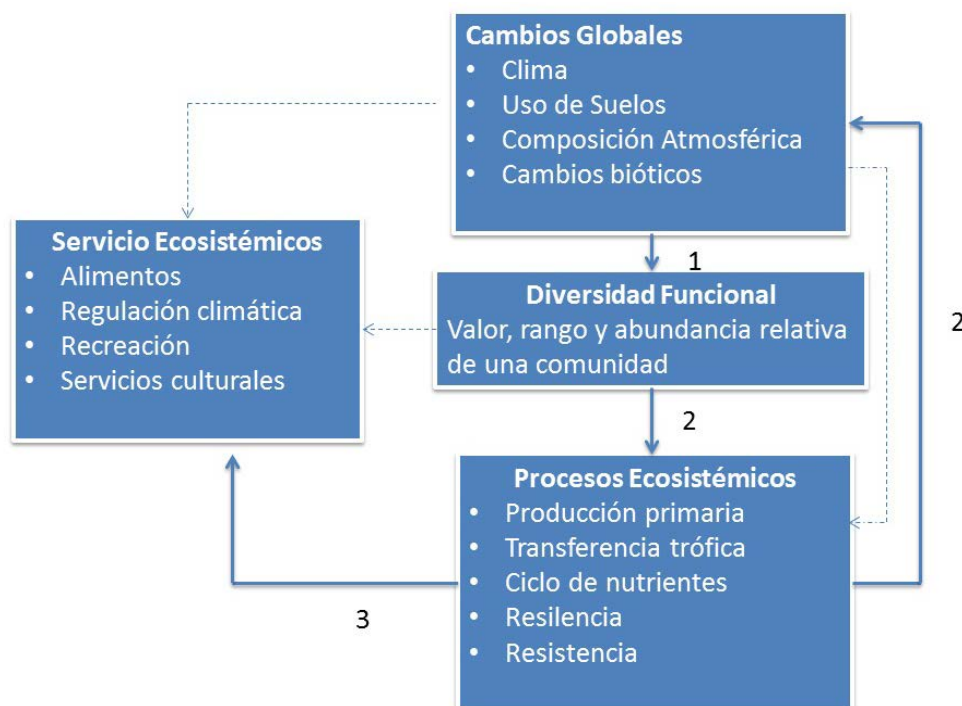 Cambios Globales
• Clima
• Uso de Suelos
• Composición Atmosférica
• Cambios bióticos
Servicio Ecosistémicos
• Alimentos
• Regulación climática
• Recreación
• Servicios culturales
1
Diversidad Funcional
Valor, rango y abundancia relativa
de una comunidad
2
2
Procesos Ecosistémicos
• Producción primaria
• Transferencia trófica
• Ciclo de nutrientes
• Resilencia
• Resistencia
3